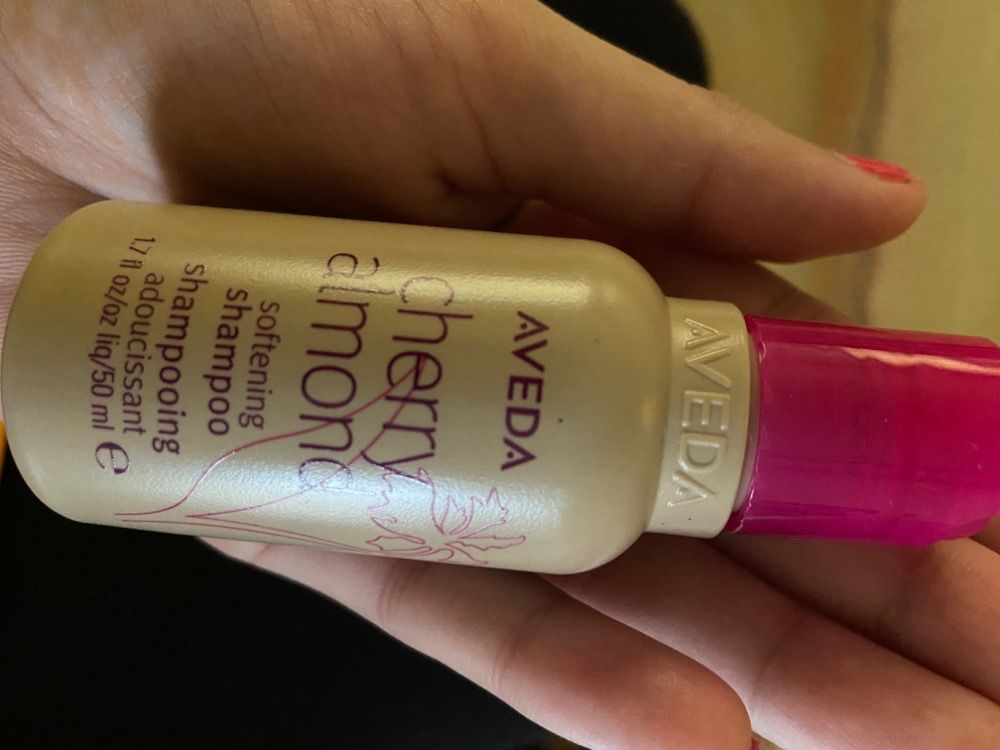 AVEDA
AVEDA
cherry
almond
softening
shampoo
shampooing
adoucissant
1.7 fl oz/oz liq/50 ml e